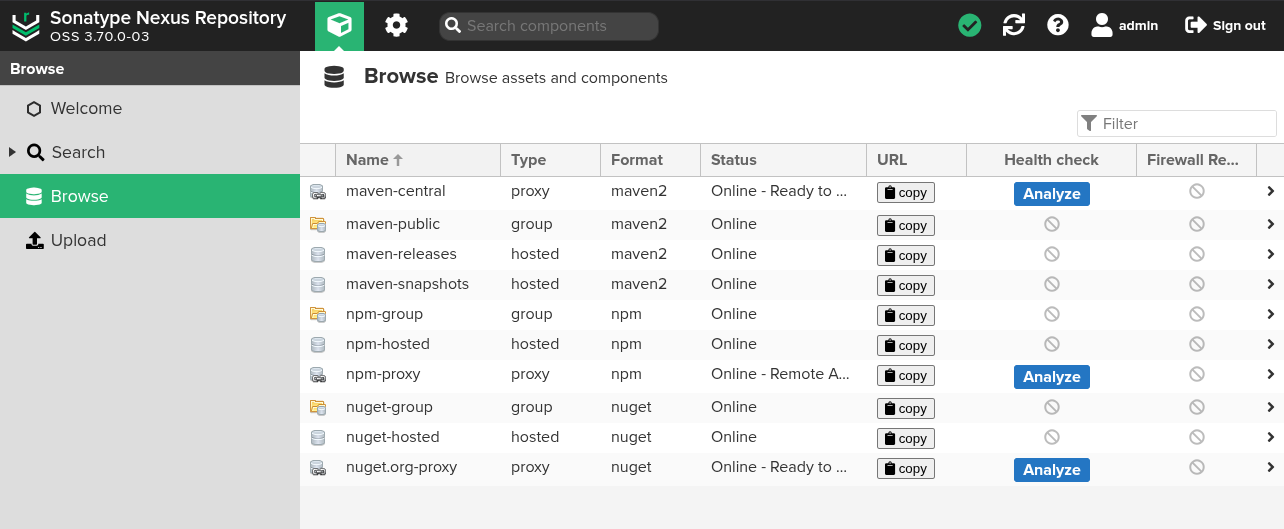 Sonatype Nexus Repository
OSS 3.70.0-03
Search components
admin
Sign out
Browse
Welcome
Search
Browse
Upload
Browse Browse assets and components
Filter
Name Type Format Status URL Health check Firewall Re...
maven-central proxy maven2 Online - Ready to ... copy Analyze
maven-public group maven2 Online copy
maven-releases hosted maven2 Online copy
maven-snapshots hosted maven2 Online copy
npm-group group npm Online copy
npm-hosted hosted npm Online copy
npm-proxy proxy npm Online - Remote A... copy Analyze
nuget-group group nuget Online copy
nuget-hosted hosted nuget Online copy
nuget.org-proxy proxy nuget Online - Ready to ... copy Analyze